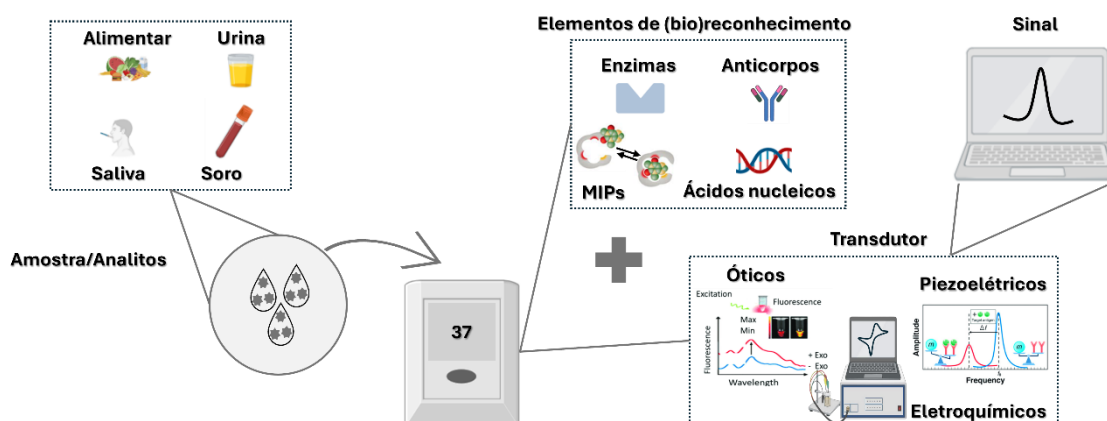 Alimentar
Urina
Saliva
Soro
Amostra/Analitos
37
Elementos de (bio)reconhecimento
Enzimas
Anticorpos
MIPs
Ácidos nucleicos
Sinal
Transdutor
Óticos
Excitation
Fluorescence
Max
Min
Fluorescence
+ Exo
- Exo
Wavelength
Piezoelétricos
Amplitude
Δf
m
m
Frequency
Eletroquímicos